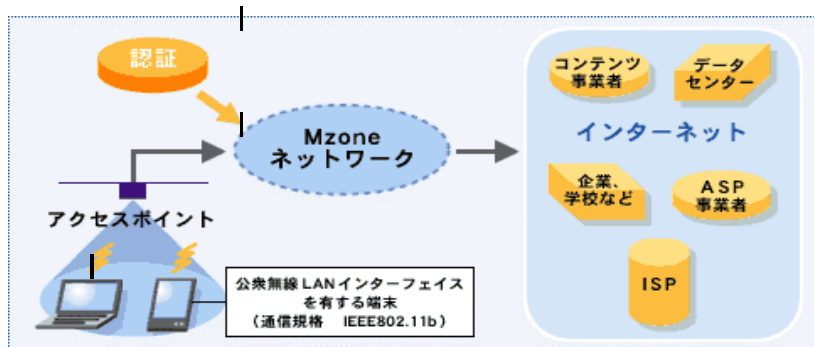 認証
Mzone
ネットワーク
アクセスポイント
公衆無線LANインターフェイス
を有する端末
（通信規格　IEEE802.11b）
コンテンツ
事業者
データ
センター
インターネット
企業、
学校など
ASP
事業者
ISP